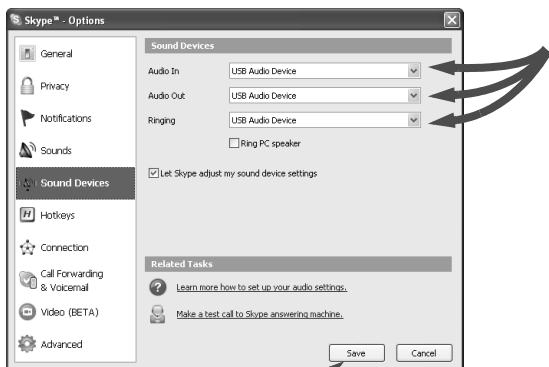 Skype™ - Options
General
Privacy
Notifications
Sounds
Sound Devices
Hotkeys
Connection
Call Forwarding
& Voicemail
Video (BETA)
Advanced
Sound Devices
Audio In
USB Audio Device
Audio Out
USB Audio Device
Ringing
USB Audio Device
Ring PC speaker
Let Skype adjust my sound device settings
Related Tasks
Learn more how to set up your audio settings.
Make a test call to Skype answering machine.
Save
Cancel